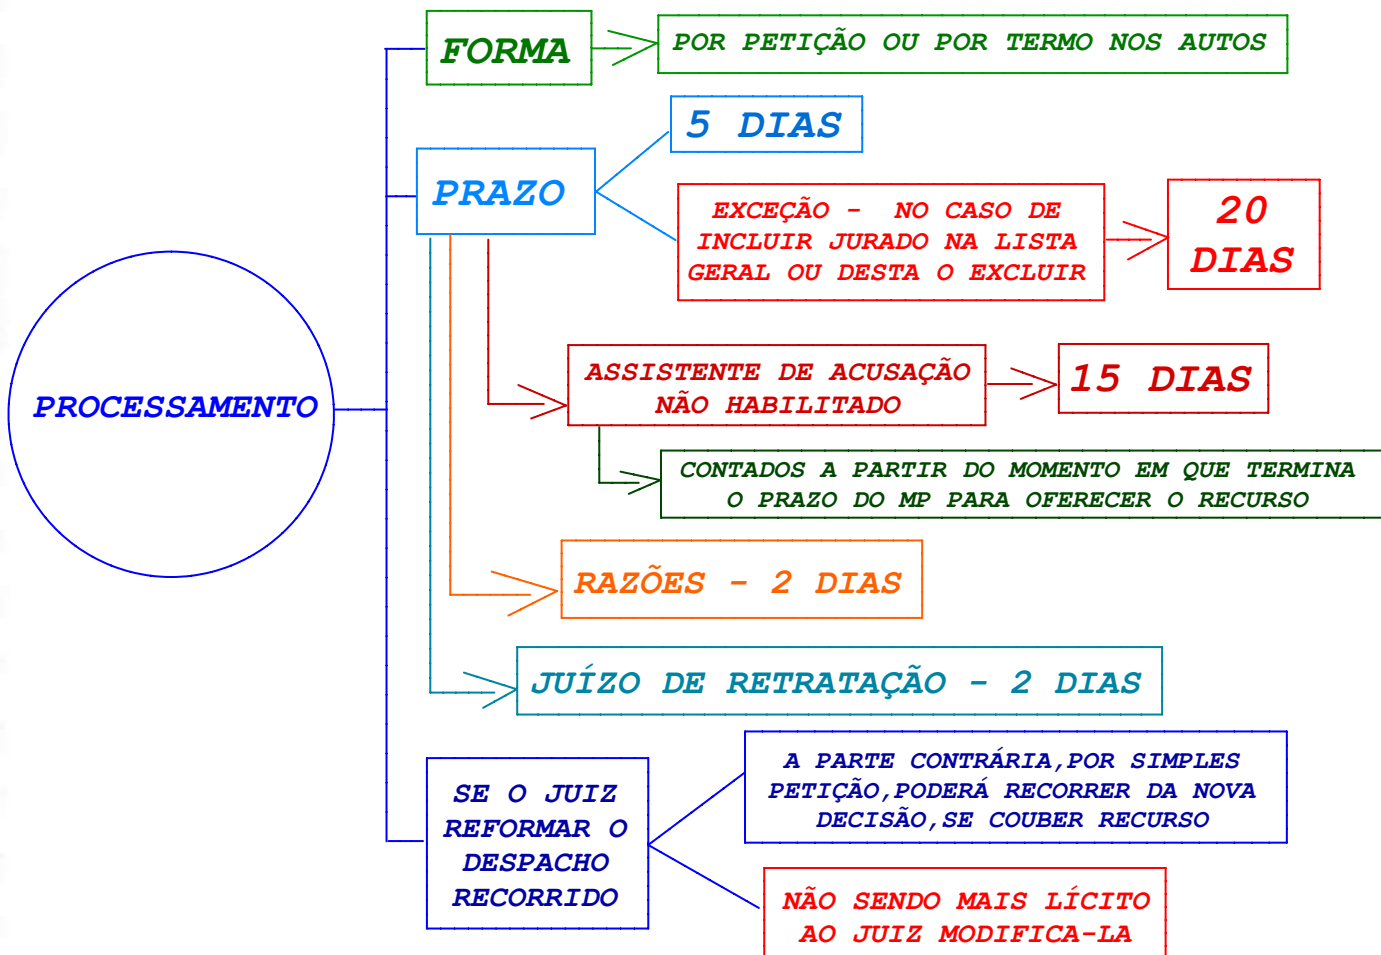 PROCESSAMENTO
FORMA
POR PETIÇÃO OU POR TERMO NOS AUTOS
PRAZO
5 DIAS
EXCEÇÃO - NO CASO DE
INCLUIR JURADO NA LISTA
GERAL OU DESTA O EXCLUIR
20
DIAS
ASSISTENTE DE ACUSAÇÃO
NÃO HABILITADO
15 DIAS
CONTADOS A PARTIR DO MOMENTO EM QUE TERMINA
O PRAZO DO MP PARA OFERECER O RECURSO
RAZÕES - 2 DIAS
JUÍZO DE RETRATAÇÃO - 2 DIAS
SE O JUIZ
REFORMAR O
DESPACHO
RECORRIDO
A PARTE CONTRÁRIA,POR SIMPLES
PETIÇÃO,PODERÁ RECORRER DA NOVA
DECISÃO,SE COUBER RECURSO
NÃO SENDO MAIS LÍCITO
AO JUIZ MODIFICA-LA